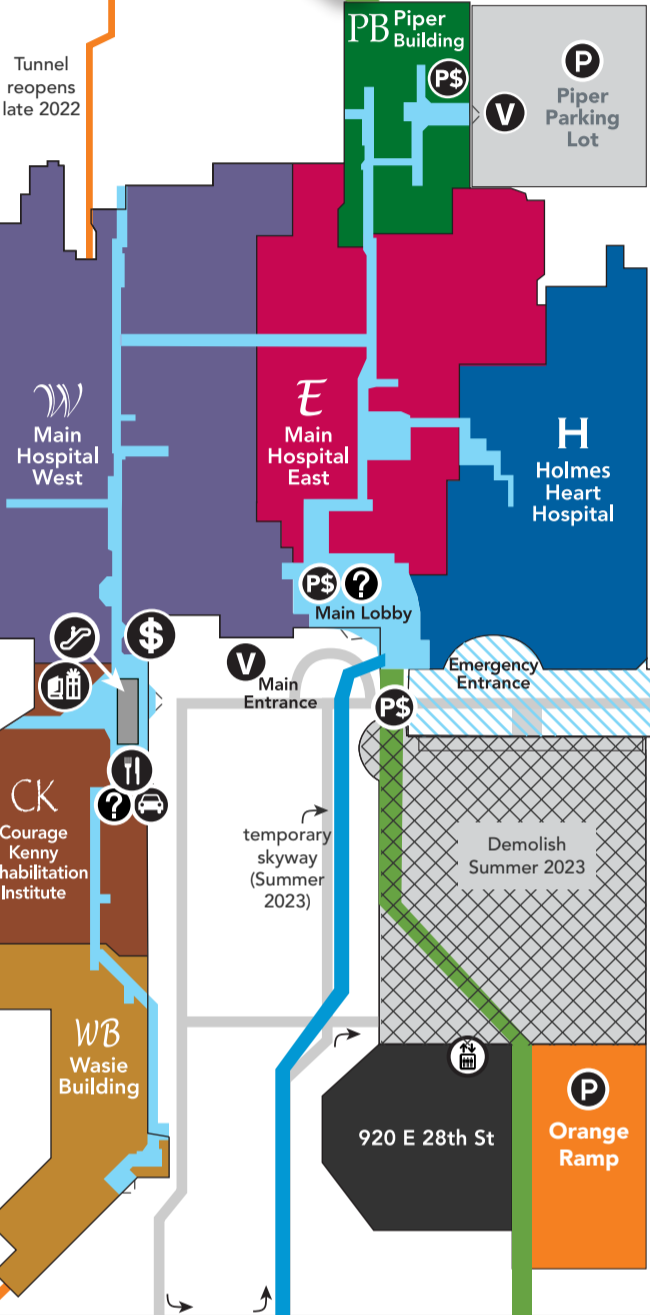 PB Piper
Building
P$
V
P
Piper
Parking
Lot
Tunnel
reopens
late 2022
W
Main
Hospital
West
E
Main
Hospital
East
H
Holmes
Heart
Hospital
P$
?
Main Lobby
$
V
Main
Entrance
Emergency
Entrance
P$
CK
Courage
Kenny
habilitation
Institute
?
temporary
skyway
(Summer
2023)
Demolish
Summer 2023
WB
Wasie
Building
920 E 28th St
P
Orange
Ramp